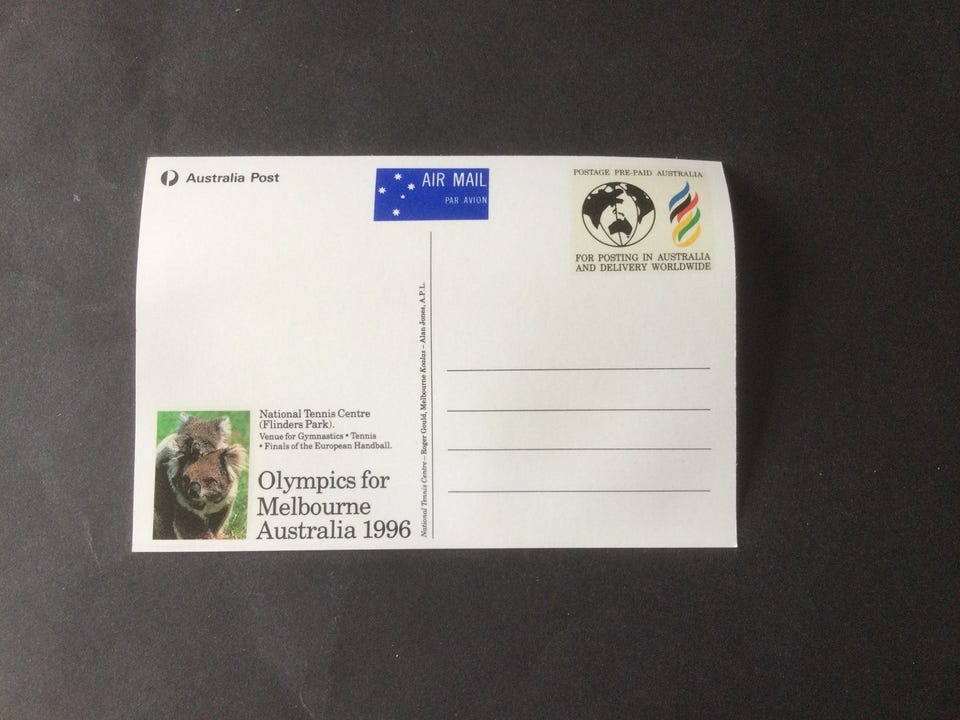 Australia Post
AIR MAIL
PAR AVION
POSTAGE PRE-PAID AUSTRALIA
FOR POSTING IN AUSTRALIA
AND DELIVERY WORLDWIDE
National Tennis Centre
(Flinders Park).
Venue for Gymnastics • Tennis
• Finals of the European Handball.
Olympics for
Melbourne
Australia 1996
National Tennis Centre – Roger Gould, Melbourne Koalas – Alan Jones, A.P.L.